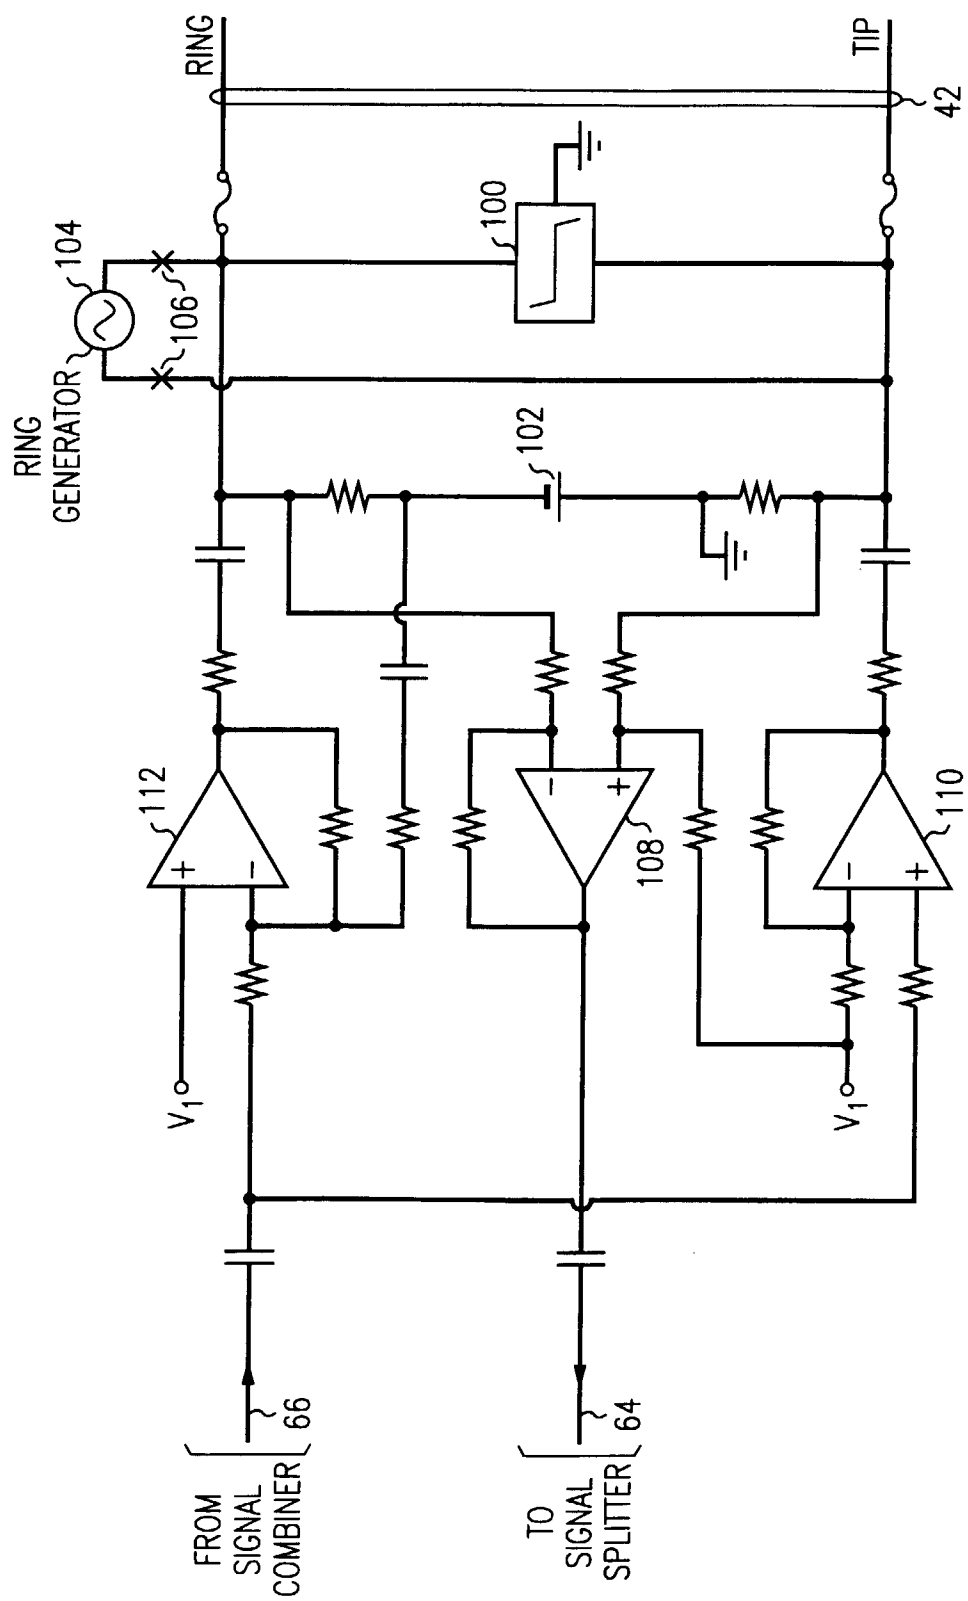 RING
GENERATOR
104
106
RING
TIP
42
100
102
112
+
−
V1
−
+
108
110
−
+
V1
66
FROM
SIGNAL
COMBINER
64
TO
SIGNAL
SPLITTER